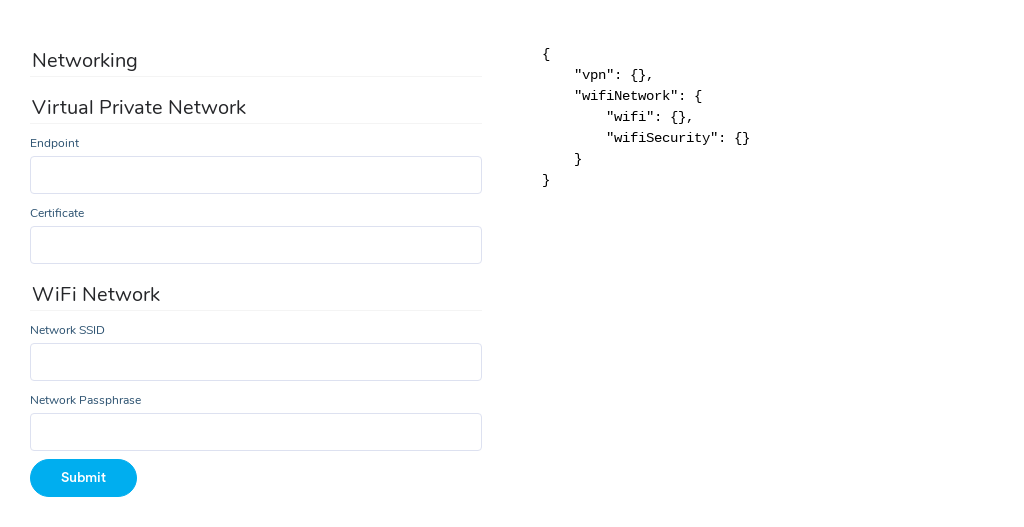 Networking
Virtual Private Network
Endpoint
Certificate
WiFi Network
Network SSID
Network Passphrase
Submit
{
    "vpn": {},
    "wifiNetwork": {
        "wifi": {},
        "wifiSecurity": {}
    }
}